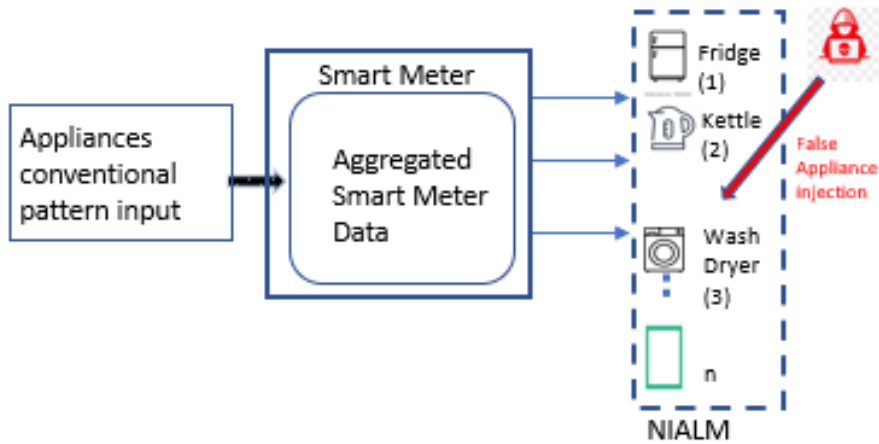 Appliances
conventional
pattern input
Smart Meter
Aggregated
Smart Meter
Data
Fridge
(1)
Kettle
(2)
Wash
Dryer
(3)
n
NIALM
False
Appliance
injection